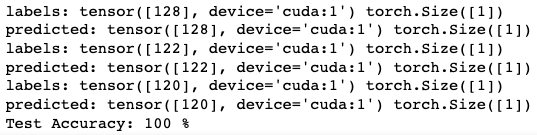 labels: tensor([128], device='cuda:1') torch.Size([1])
predicted: tensor([128], device='cuda:1') torch.Size([1])
labels: tensor([122], device='cuda:1') torch.Size([1])
predicted: tensor([122], device='cuda:1') torch.Size([1])
labels: tensor([120], device='cuda:1') torch.Size([1])
predicted: tensor([120], device='cuda:1') torch.Size([1])
Test Accuracy: 100 %